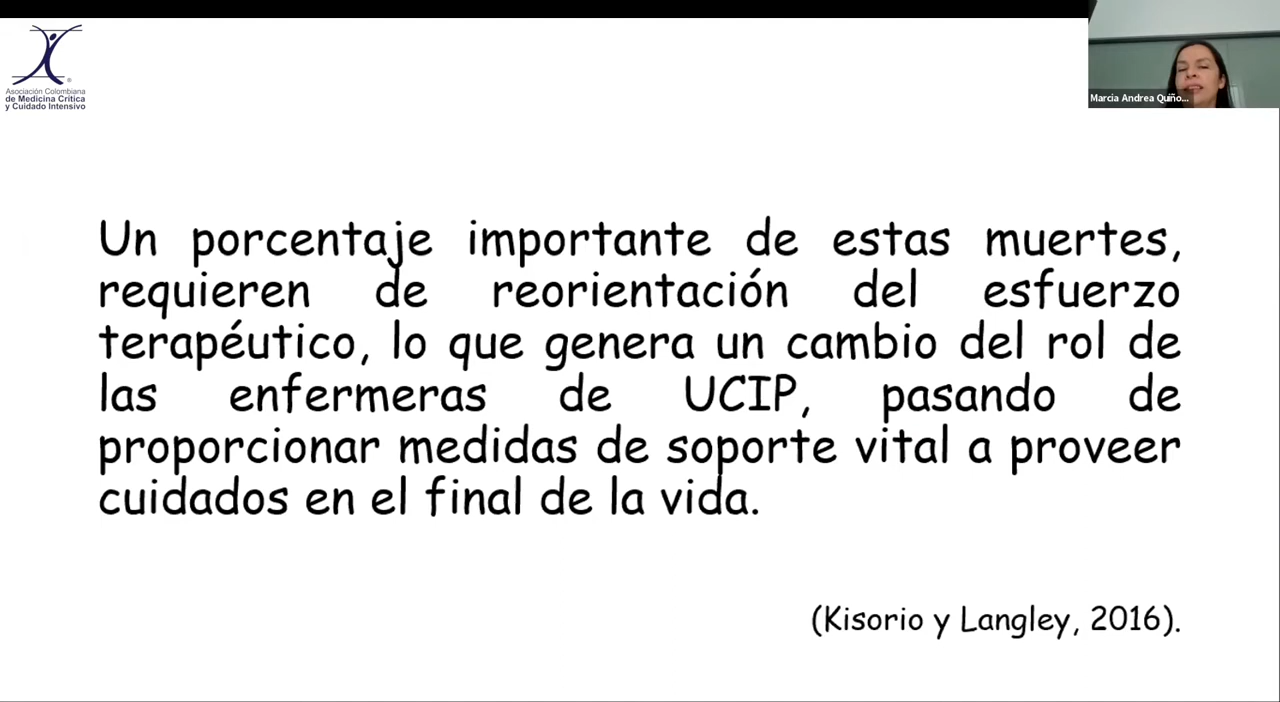 Asociación Colombiana
de Medicina Crítica
y Cuidado Intensivo
Marcia Andrea Quiño...
Un porcentaje importante de estas muertes,
requieren de reorientación del esfuerzo
terapéutico, lo que genera un cambio del rol de
las enfermeras de UCIP, pasando de
proporcionar medidas de soporte vital a proveer
cuidados en el final de la vida.
(Kisorio y Langley, 2016).